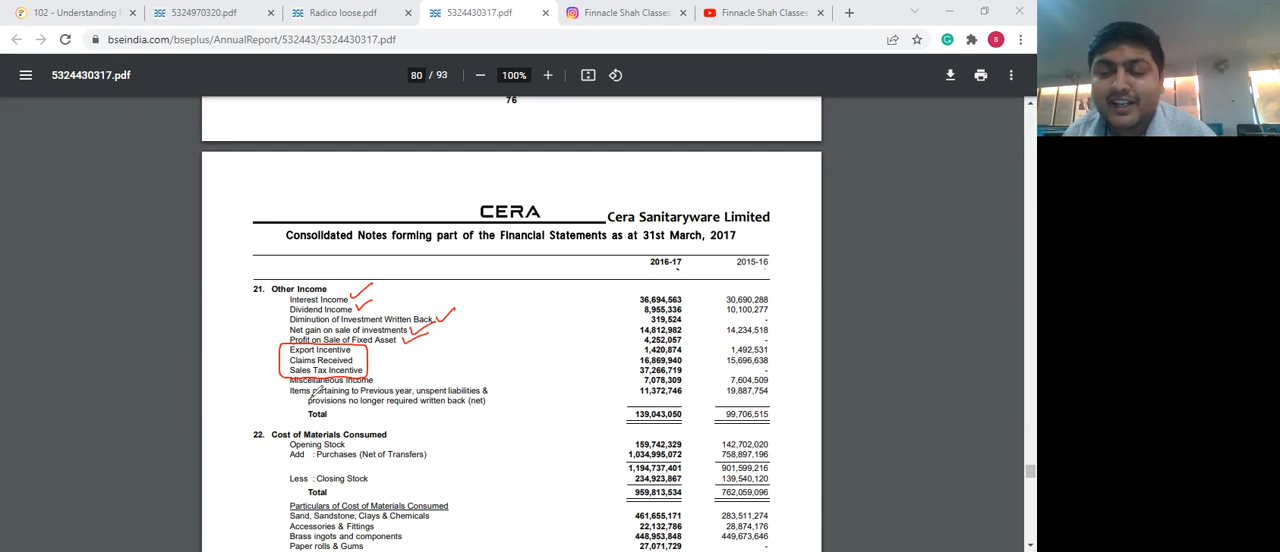 102 - Understanding F
5324970320.pdf
Radico loose.pdf
5324430317.pdf
Finnacle Shah Classes
Finnacle Shah Classes
bseindia.com/bseplus/AnnualReport/532443/5324430317.pdf
5324430317.pdf
80 / 93
100%
76
CERA
Cera Sanitaryware Limited
Consolidated Notes forming part of the Financial Statements as at 31st March, 2017
2016-17 2015-16
21. Other Income
Interest Income 36,694,563 30,690,288
Dividend Income 8,955,336 10,100,277
Diminution of Investment Written Back 319,524 -
Net gain on sale of investments 14,812,982 14,234,518
Profit on Sale of Fixed Asset 4,252,057 -
Export Incentive 1,420,874 1,492,531
Claims Received 16,869,940 15,696,638
Sales Tax Incentive 37,266,719 -
Miscellaneous Income 7,078,309 7,604,509
Items pertaining to Previous year, unspent liabilities & 11,372,746 19,887,754
provisions no longer required written back (net)
Total 139,043,050 99,706,515
22. Cost of Materials Consumed
Opening Stock 159,742,329 142,702,020
Add : Purchases (Net of Transfers) 1,034,995,072 758,897,196
1,194,737,401 901,599,216
Less : Closing Stock 234,923,867 139,540,120
Total 959,813,534 762,059,096
Particulars of Cost of Materials Consumed
Sand, Sandstone, Clays & Chemicals 461,655,171 283,511,274
Accessories & Fittings 22,132,786 28,874,176
Brass ingots and components 448,953,848 449,673,646
Paper rolls & Gums 27,071,729 -